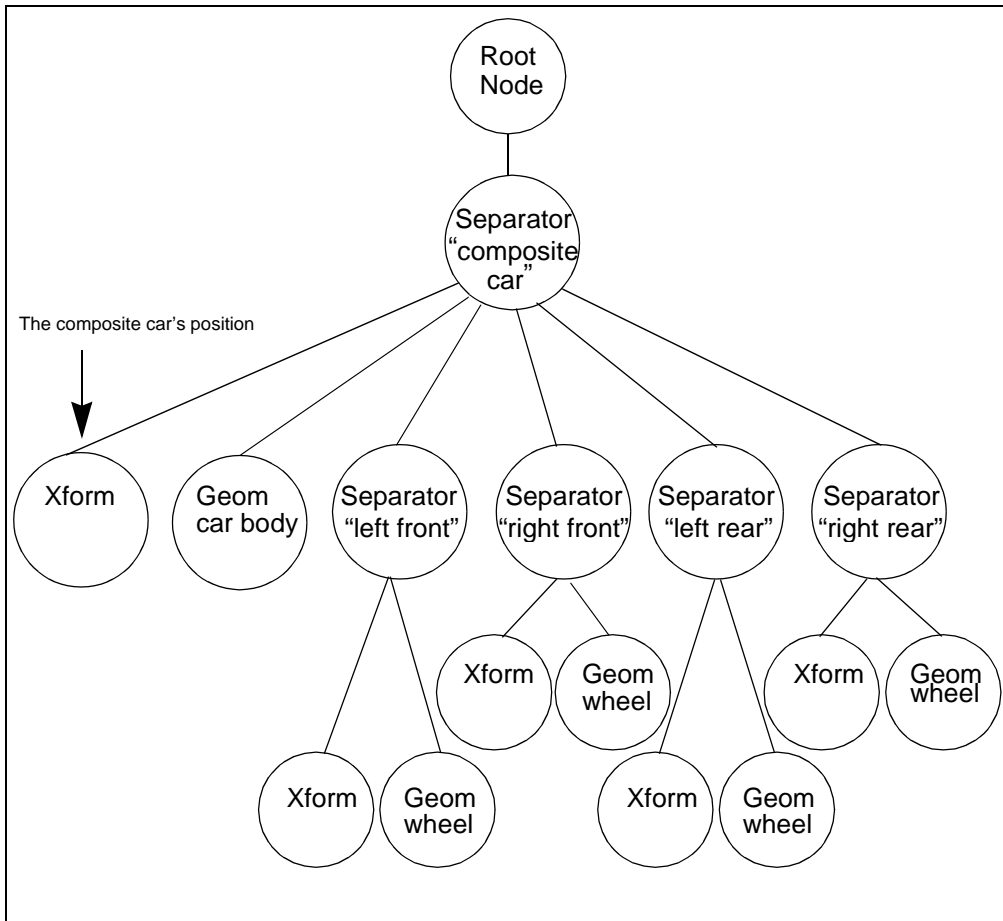 Root
Node
Separator
“composite
car”
The composite car’s position
Xform
Geom
car body
Separator
“left front”
Separator
“right front”
Separator
“left rear”
Separator
“right rear”
Xform
Geom
wheel
Xform
Geom
wheel
Xform
Geom
wheel
Xform
Geom
wheel